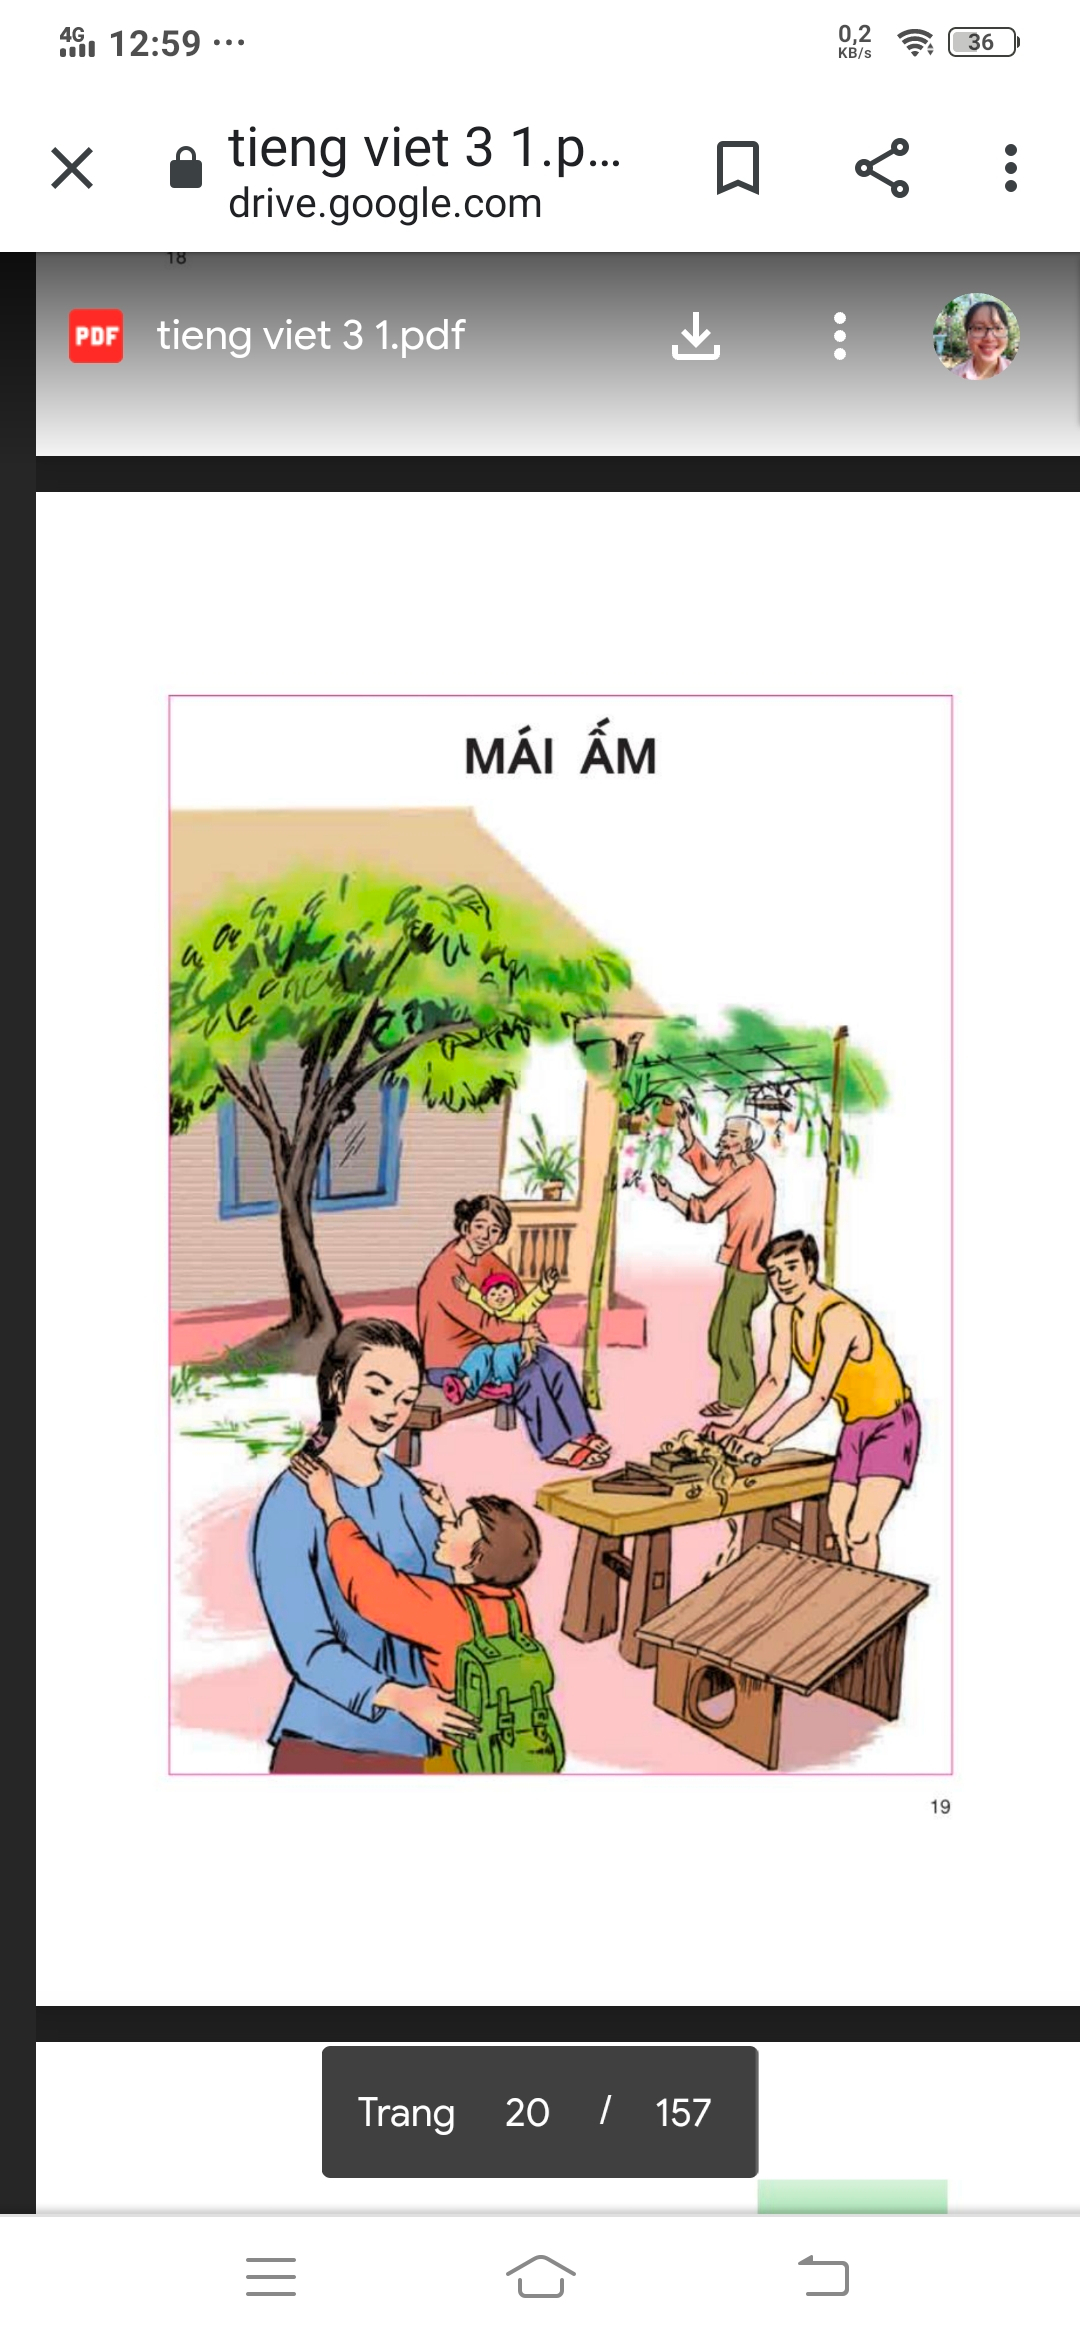 4G 12:59 ... 0,2 KB/s 36
tieng viet 3 1.p...
drive.google.com
18
PDF tieng viet 3 1.pdf
MÁI ẤM
19
Trang 20 / 157